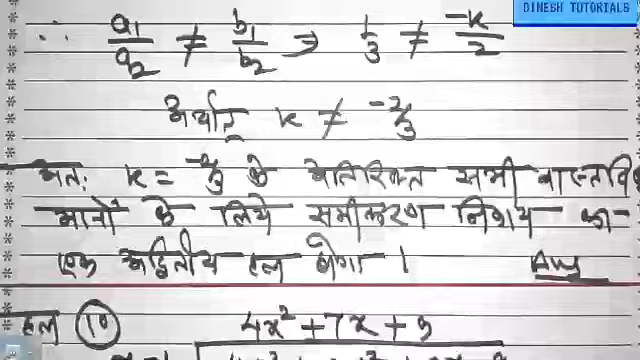 DINESH TUTORIALS
∴ a₁/a₂ ≠ b₁/b₂ ⇒ 1/3 ≠ -k/2
अर्थात् k ≠ -2/3
अतः k = -2/3 के अतिरिक्त सभी वास्तविक
मानों के लिये समीकरण निकाय का
एक अद्वितीय हल होगा । Ans
हल (10) 4x² + 7x + 9